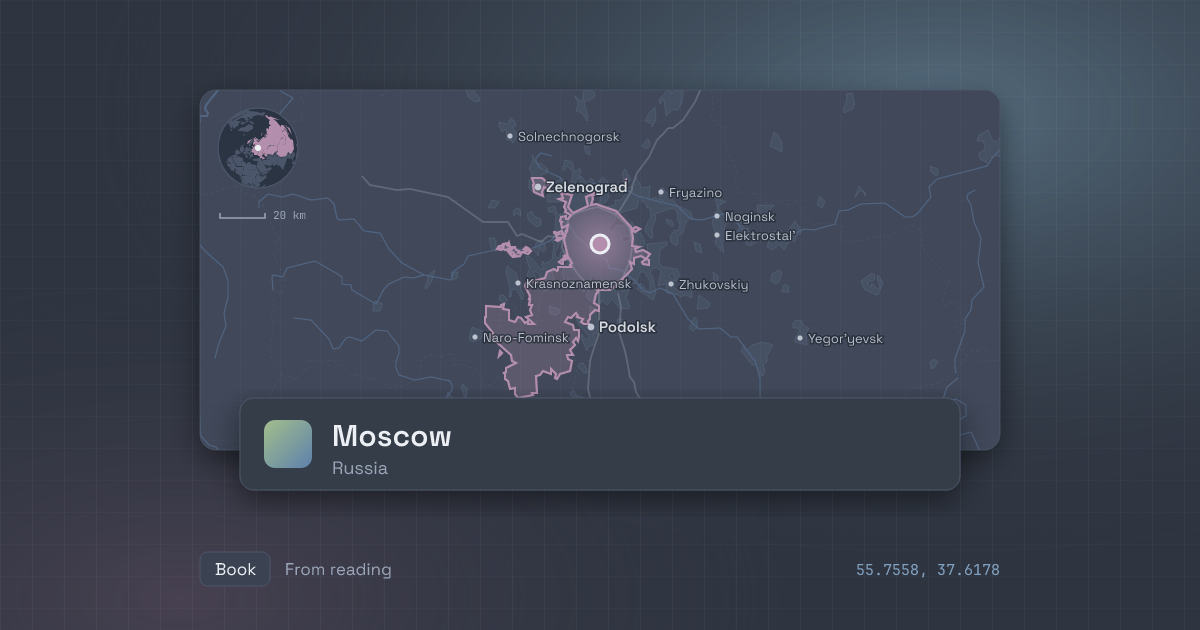 Solnechnogorsk
Zelenograd
Fryazino
20 km
Noginsk
Elektrostal'
Krasnoznamensk
Zhukovskiy
Podolsk
Naro-Fominsk
Yegor'yevsk
Moscow
Russia
Book
From reading
55.7558, 37.6178